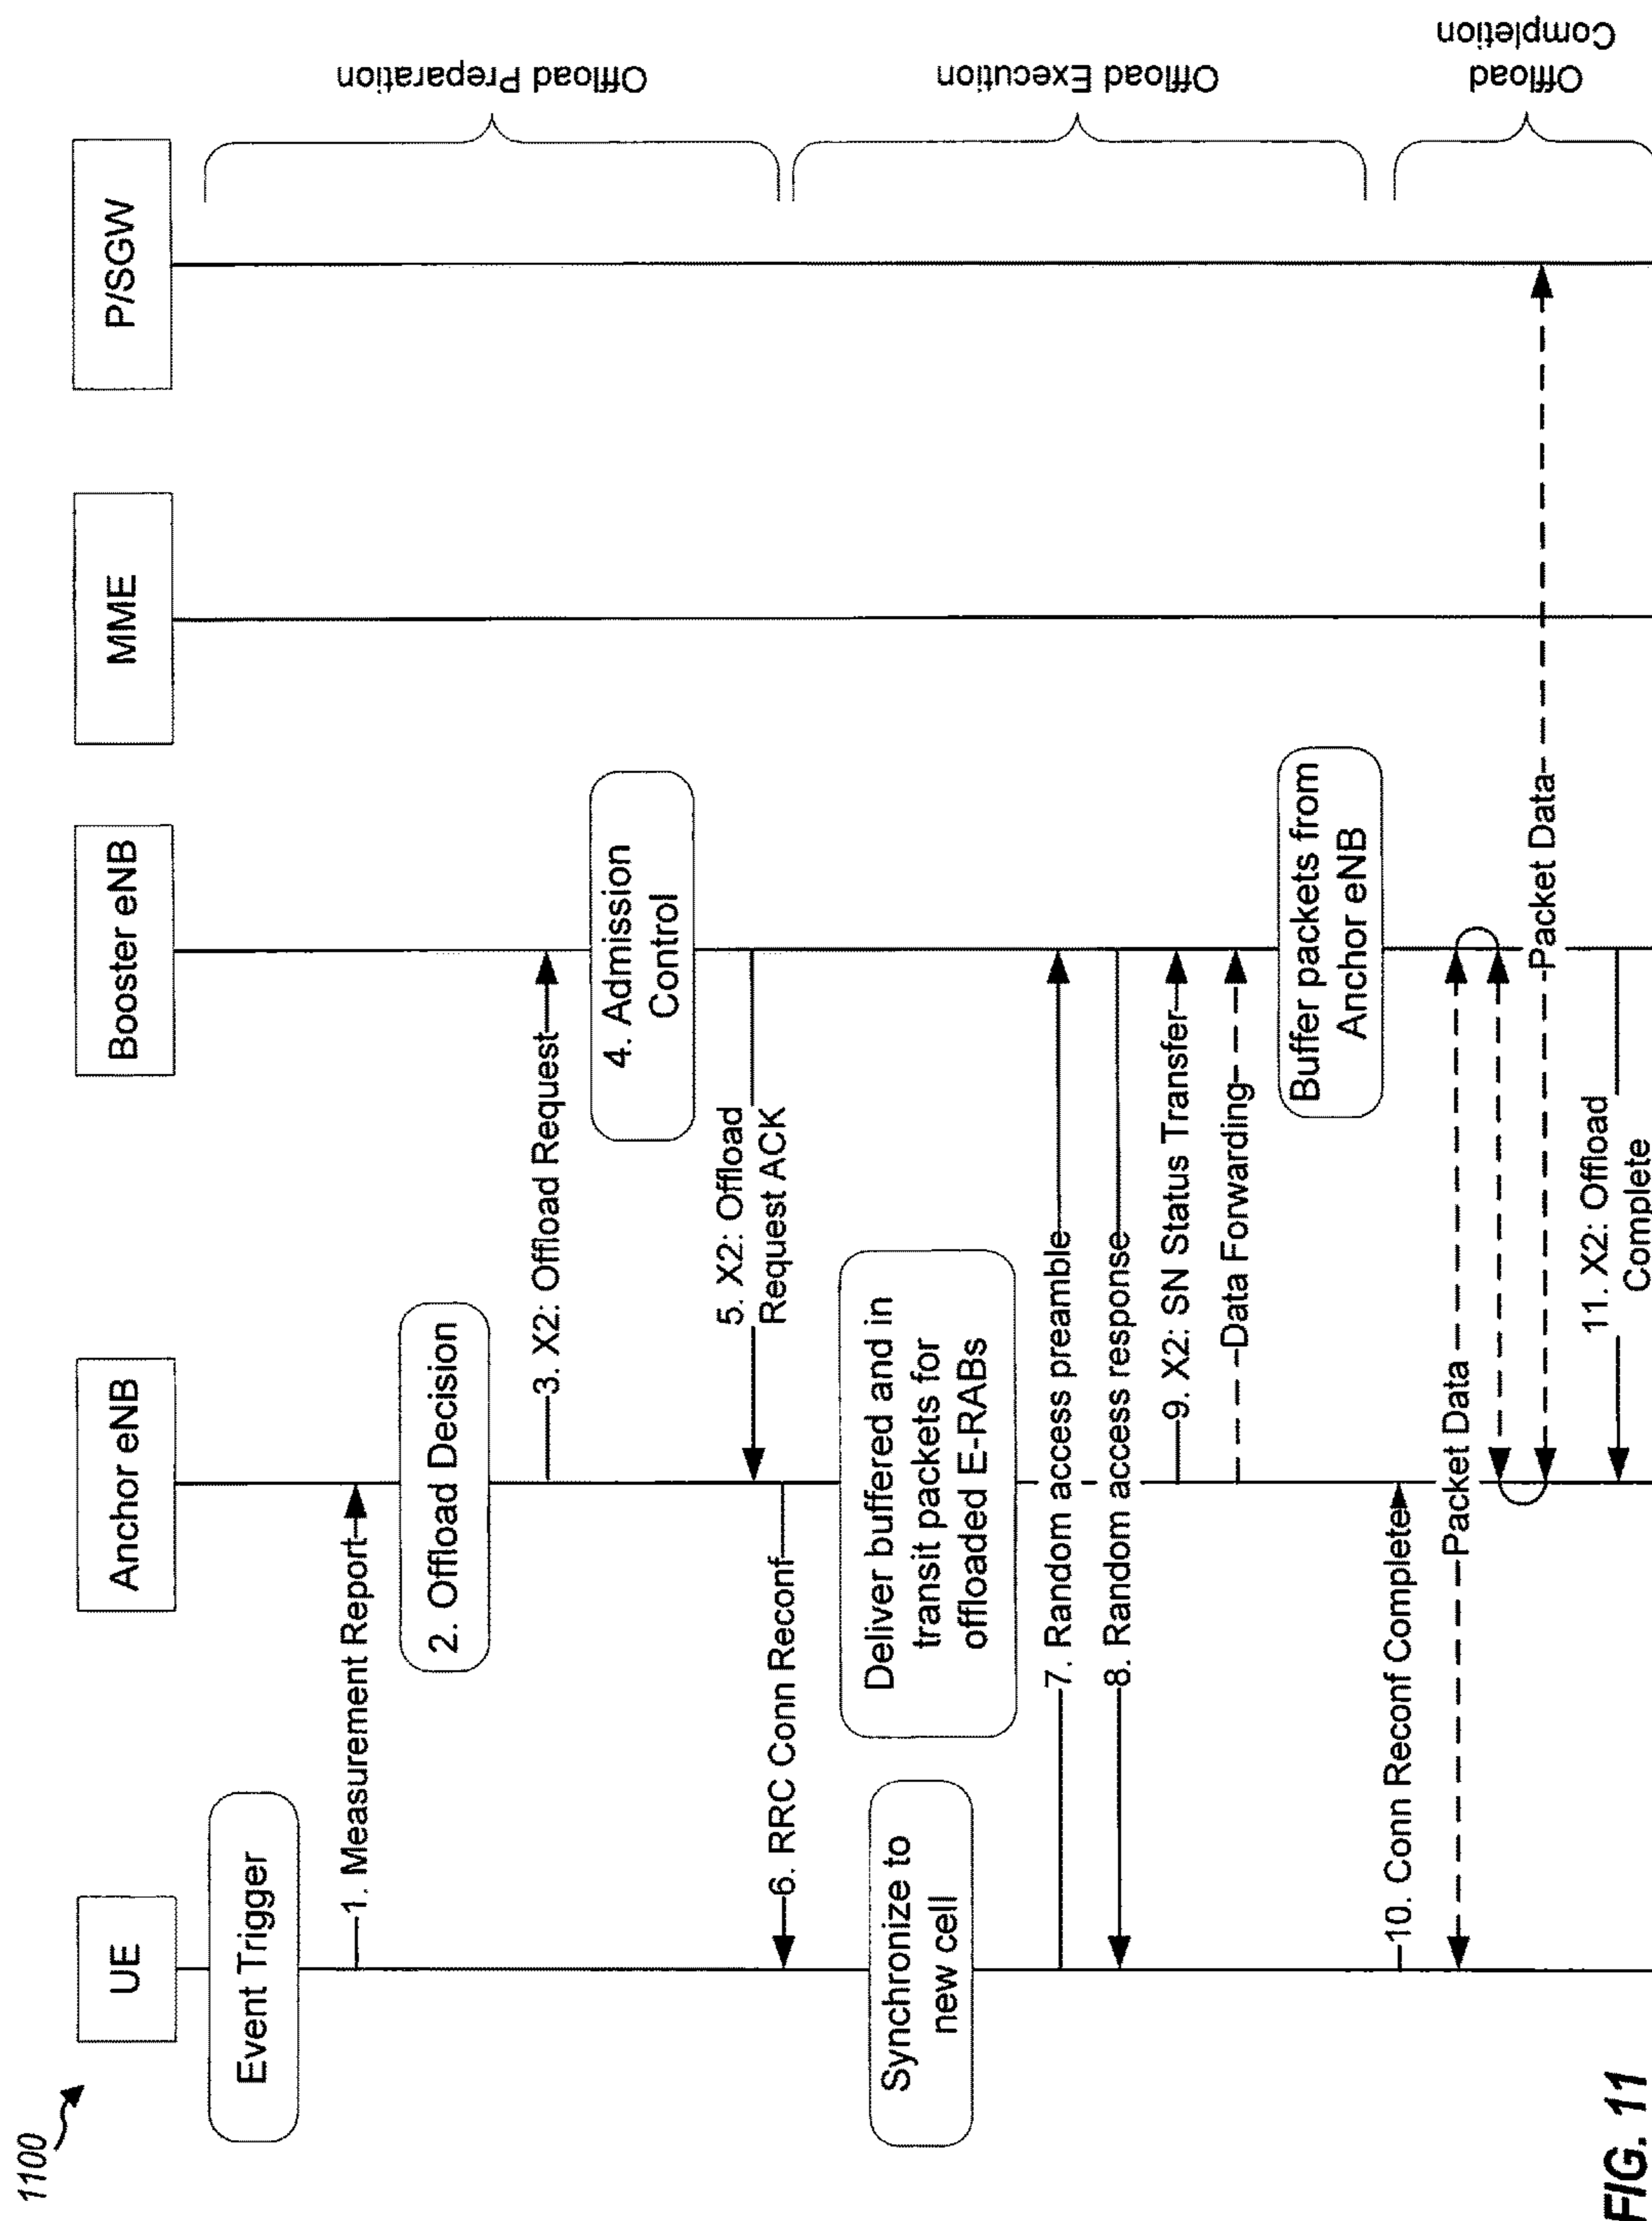 1100
UE
Anchor eNB
Booster eNB
MME
P/SGW
Event Trigger
1. Measurement Report
2. Offload Decision
3. X2: Offload Request
4. Admission
Control
5. X2: Offload
Request ACK
Offload Preparation
6. RRC Conn Reconf
Synchronize to
new cell
Deliver buffered and in
transit packets for
offloaded E-RABs
7. Random access preamble
8. Random access response
9. X2: SN Status Transfer
Data Forwarding
Buffer packets from
Anchor eNB
Offload Execution
10. Conn Reconf Complete
Packet Data
Packet Data
11. X2: Offload
Complete
Offload
Completion
FIG. 11